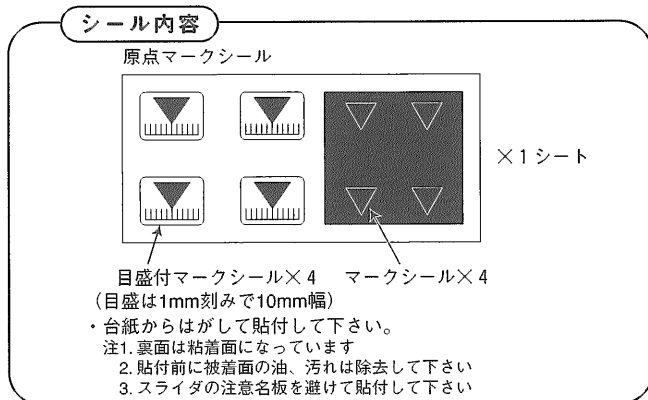 シール内容
原点マークシール
×1シート
目盛付マークシール×4 マークシール×4
(目盛は1mm刻みで10mm幅)
・台紙からはがして貼付して下さい。
注1. 裏面は粘着面になっています
2. 貼付前に被着面の油、汚れは除去して下さい
3. スライダの注意名板を避けて貼付して下さい